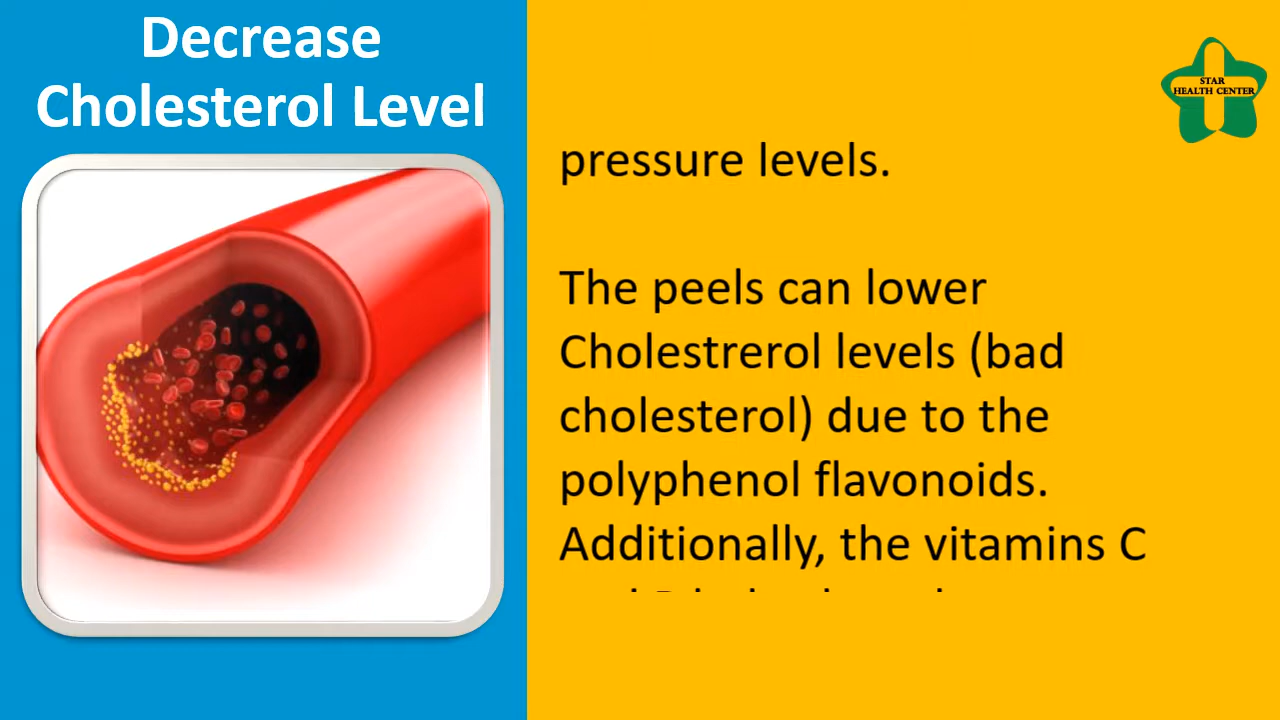 Decrease
Cholesterol Level
STAR
HEALTH CENTER
pressure levels.
The peels can lower
Cholestrerol levels (bad
cholesterol) due to the
polyphenol flavonoids.
Additionally, the vitamins C